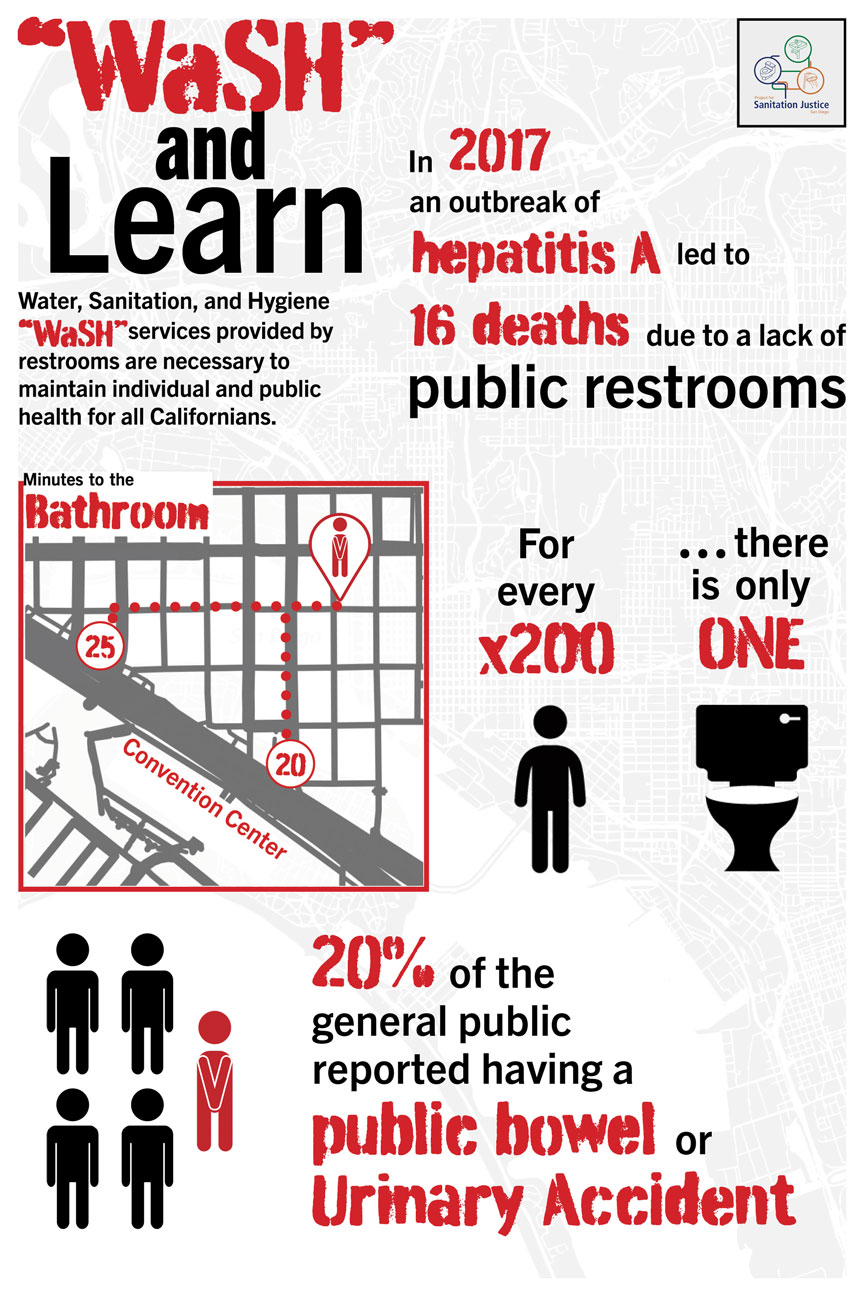 “WaSH”
and
Learn
Water, Sanitation, and Hygiene
“WaSH” services provided by
restrooms are necessary to
maintain individual and public
health for all Californians.
Project for
Sanitation Justice
San Diego
In 2017
an outbreak of
hepatitis A led to
16 deaths due to a lack of
public restrooms
Minutes to the
Bathroom
25
20
Convention Center
For
every
x200
...there
is only
ONE
20% of the
general public
reported having a
public bowel or
Urinary Accident